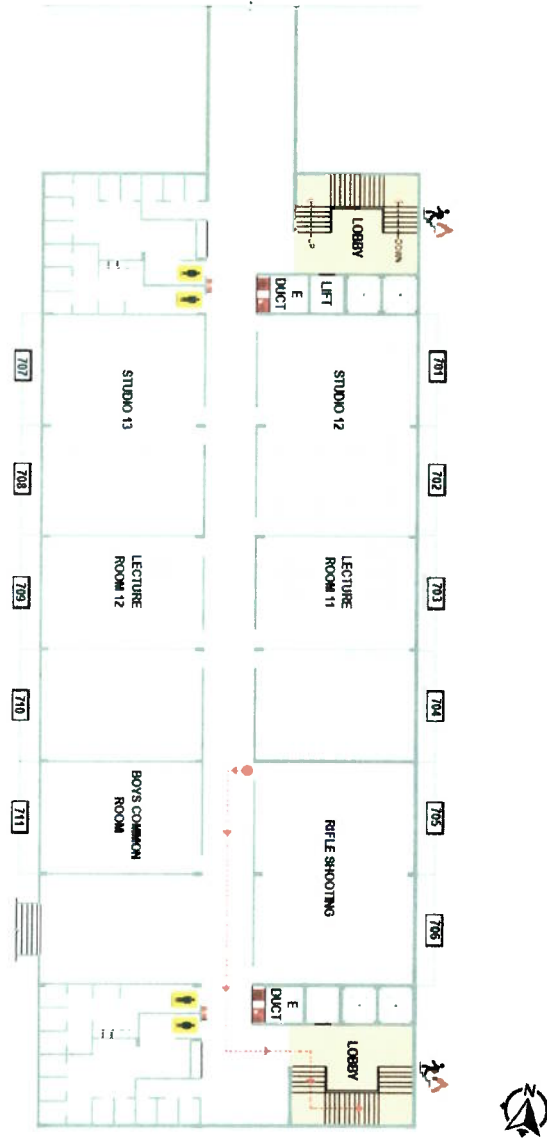 LOBBY
UP
DOWN
LIFT
E
DUCT
707
STUDIO 13
STUDIO 12
701
708
702
709
LECTURE
ROOM 12
LECTURE
ROOM 11
703
710
704
711
BOYS COMMON
ROOM
RIFLE SHOOTING
705
706
E
DUCT
LOBBY
N